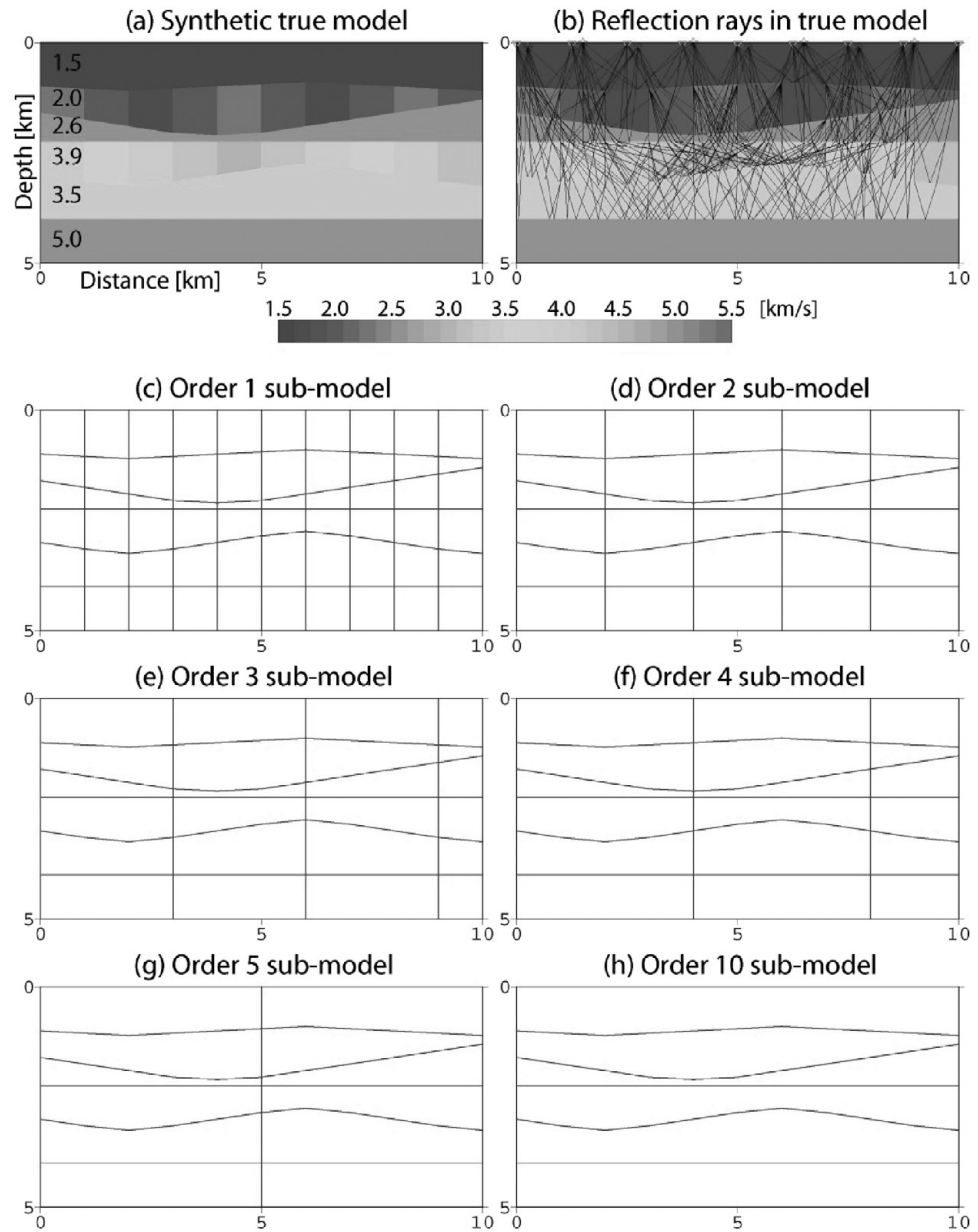 (a) Synthetic true model
(b) Reflection rays in true model
0
1.5
2.0
2.6
3.9
3.5
5.0
5
Depth [km]
0
Distance [km]
5
10
0
5
0
5
10
1.5 2.0 2.5 3.0 3.5 4.0 4.5 5.0 5.5 [km/s]
(c) Order 1 sub-model
0
5
0 5 10
(d) Order 2 sub-model
0
5
0 5 10
(e) Order 3 sub-model
0
5
0 5 10
(f) Order 4 sub-model
0
5
0 5 10
(g) Order 5 sub-model
0
5
0 5 10
(h) Order 10 sub-model
0
5
0 5 10